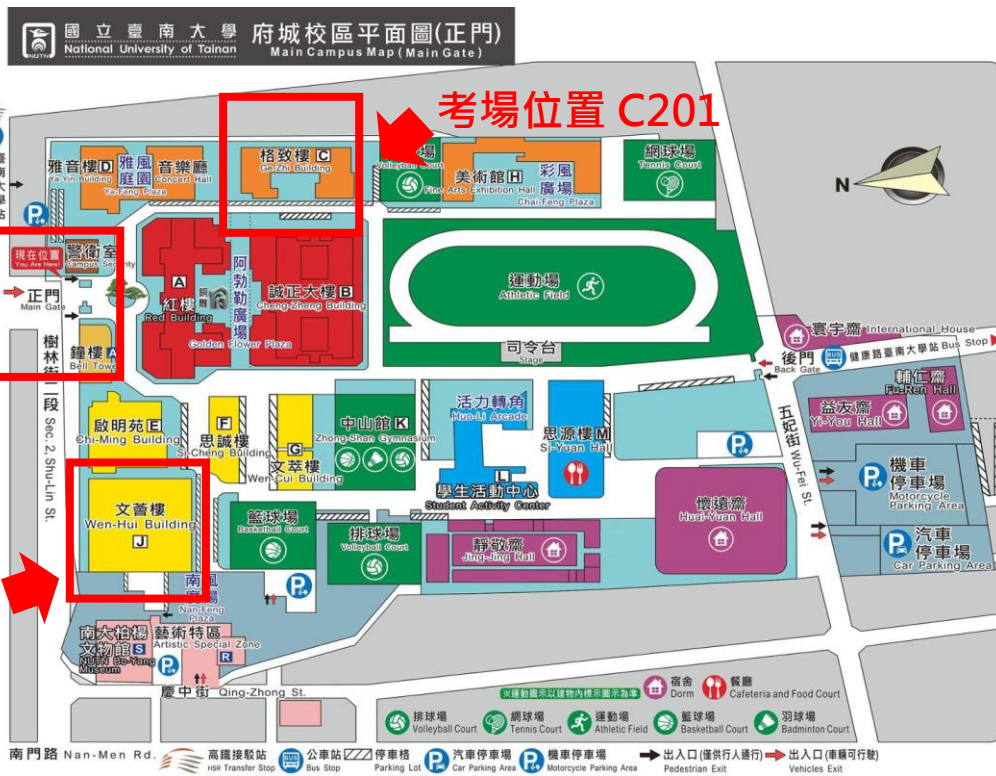 國立臺南大學
National University of Tainan
NUTN
府城校區平面圖(正門)
Main Campus Map (Main Gate)
考場位置 C201
雅音樓 D
Ya-Yin Building
雅風庭園
Ya-Feng Plaza
音樂廳
Concert Hall
格致樓 C
Ge-Zhi Building
場
Volleyball Court
美術館 H
Fine Arts Exhibition Hall
彩風廣場
Chai-Feng Plaza
網球場
Tennis Court
N
臺南大學站
警衛室
Campus Security
現在位置
You Are Here!
正門
Main Gate
鐘樓
Bell Tower
A
紅樓
Red Building
阿勃勒廣場
Golden Flower Plaza
誠正大樓 B
Cheng-Zheng Building
運動場
Athletic Field
司令台
Stage
樹林街二段 Sec. 2, Shu-Lin St.
寰宇齋 International House
後門
Back Gate
BUS
健康路臺南大學站 Bus Stop
輔仁齋
Fu-Ren Hall
益友齋
Yi-You Hall
五妃街 Wu-Fei St.
啟明苑 E
Chi-Ming Building
F
思誠樓
Si-Cheng Building
G
文萃樓
Wen-Cui Building
中山館 K
Zhong-Shan Gymnasium
活力轉角
Huo-Li Arcade
L
學生活動中心
Student Activity Center
思源樓 M
Si-Yuan Hall
機車停車場
Motorcycle Parking Area
汽車停車場
Car Parking Area
文薈樓
Wen-Hui Building
J
籃球場
Basketball Court
排球場
Volleyball Court
靜敬齋
Jing-Jing Hall
懷遠齋
Huai-Yuan Hall
南風廣場
Nan-Feng Plaza
南大柏楊文物館 S
NUTN Bo-Yang Museum
藝術特區
Artistic Special Zone
R
慶中街 Qing-Zhong St.
※運動圖示以建物內標示圖示為準
宿舍
Dorm
餐廳
Cafeteria and Food Court
排球場
Volleyball Court
網球場
Tennis Court
運動場
Athletic Field
籃球場
Basketball Court
羽球場
Badminton Court
南門路 Nan-Men Rd.
高鐵接駁站
HSR Transfer Stop
公車站
Bus Stop
停車格
Parking Lot
汽車停車場
Car Parking Area
機車停車場
Motorcycle Parking Area
出入口(僅供行人通行)
Pedestrian Exit
出入口(車輛可行駛)
Vehicles Exit